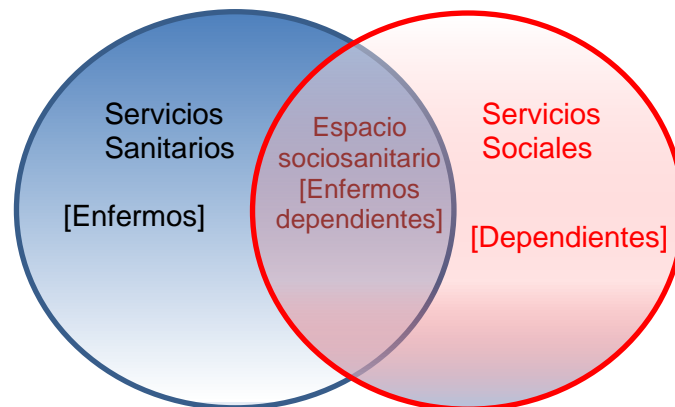 Servicios
Sanitarios
[Enfermos]
Espacio
sociosanitario
[Enfermos
dependientes]
Servicios
Sociales
[Dependientes]